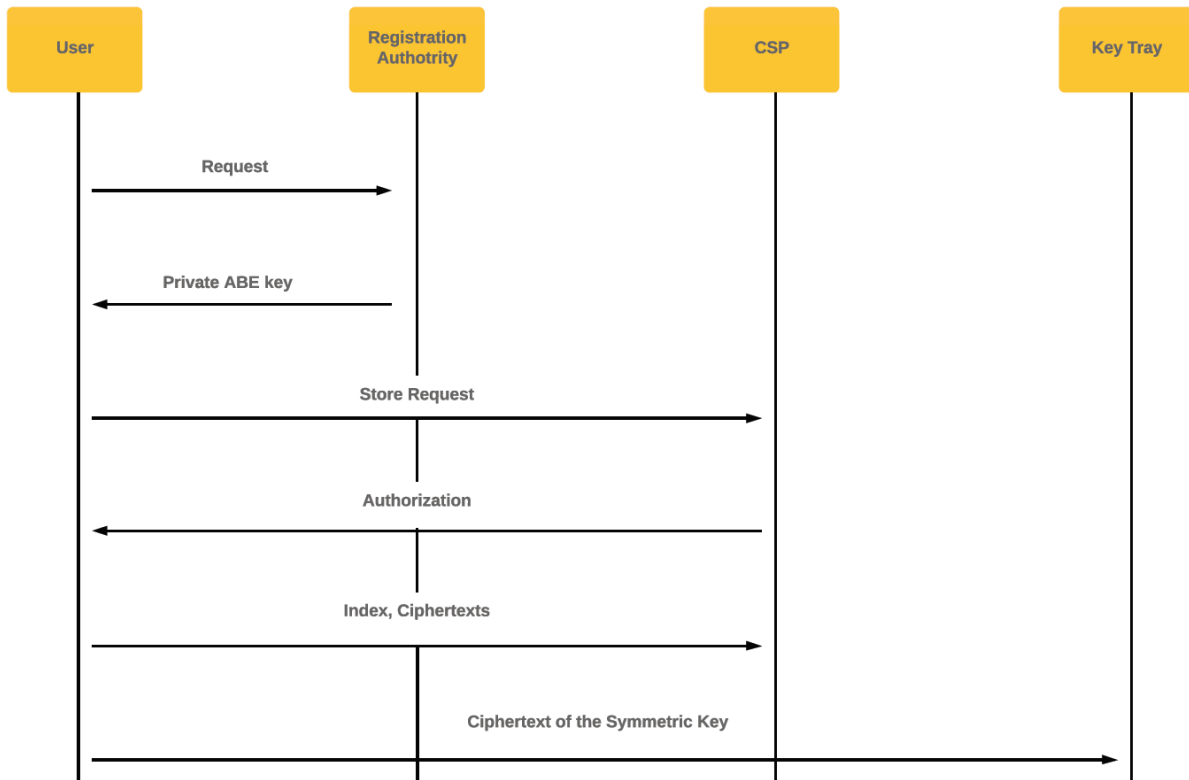 User
Registration
Authotrity
CSP
Key Tray
Request
Private ABE key
Store Request
Authorization
Index, Ciphertexts
Ciphertext of the Symmetric Key